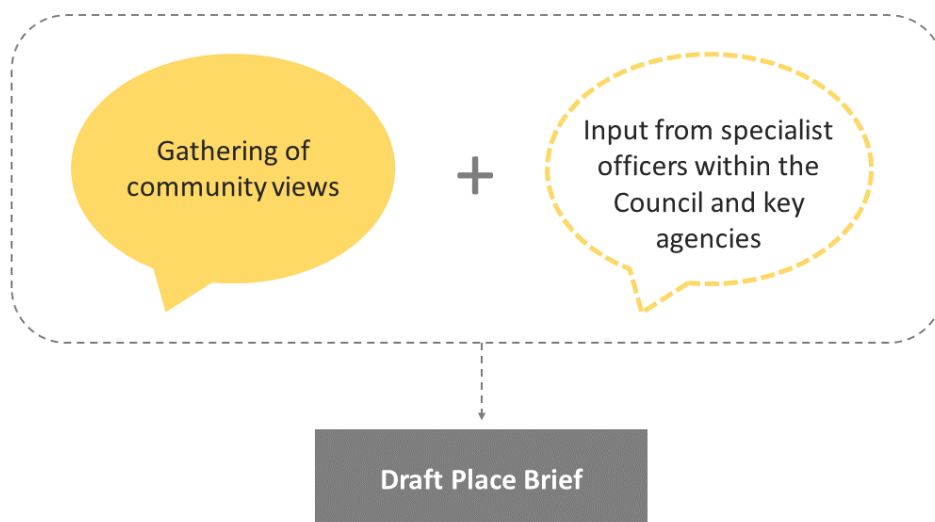 Gathering of
community views
+
Input from specialist
officers within the
Council and key
agencies
Draft Place Brief